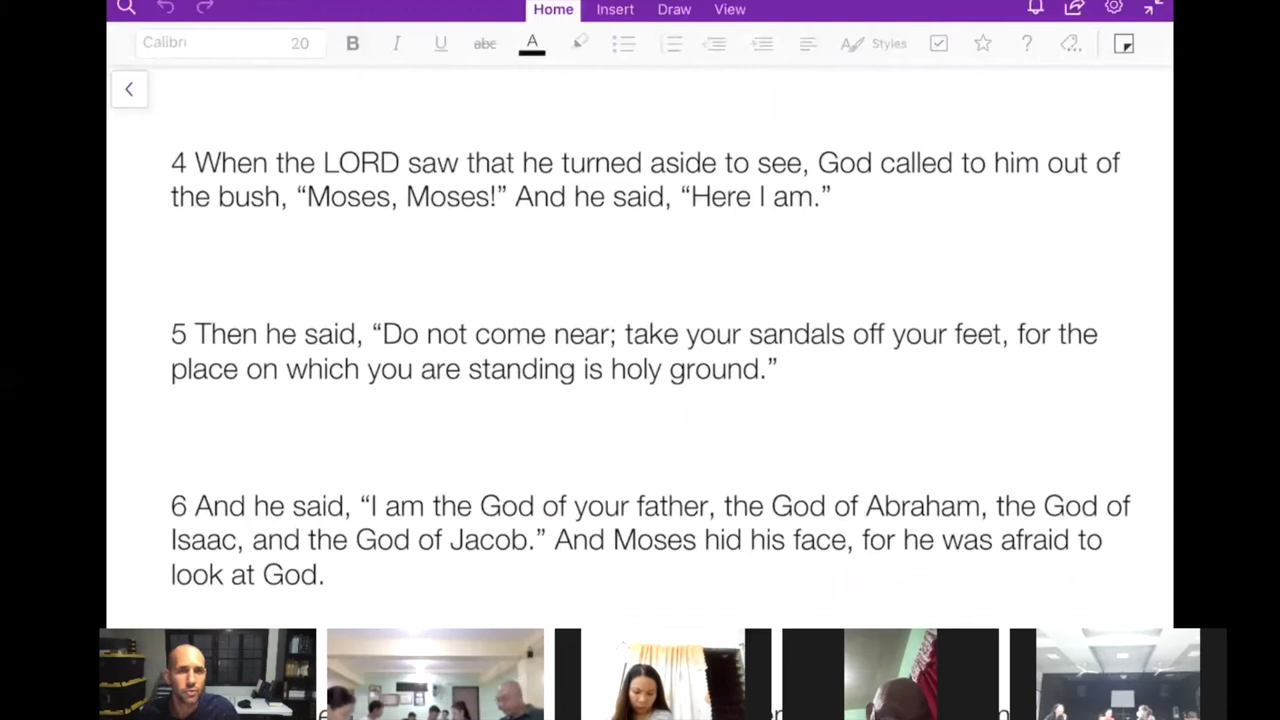 Home Insert Draw View
Calibri 20 B I U abc A Styles ?
4 When the LORD saw that he turned aside to see, God called to him out of
the bush, “Moses, Moses!” And he said, “Here I am.”
5 Then he said, “Do not come near; take your sandals off your feet, for the
place on which you are standing is holy ground.”
6 And he said, “I am the God of your father, the God of Abraham, the God of
Isaac, and the God of Jacob.” And Moses hid his face, for he was afraid to
look at God.